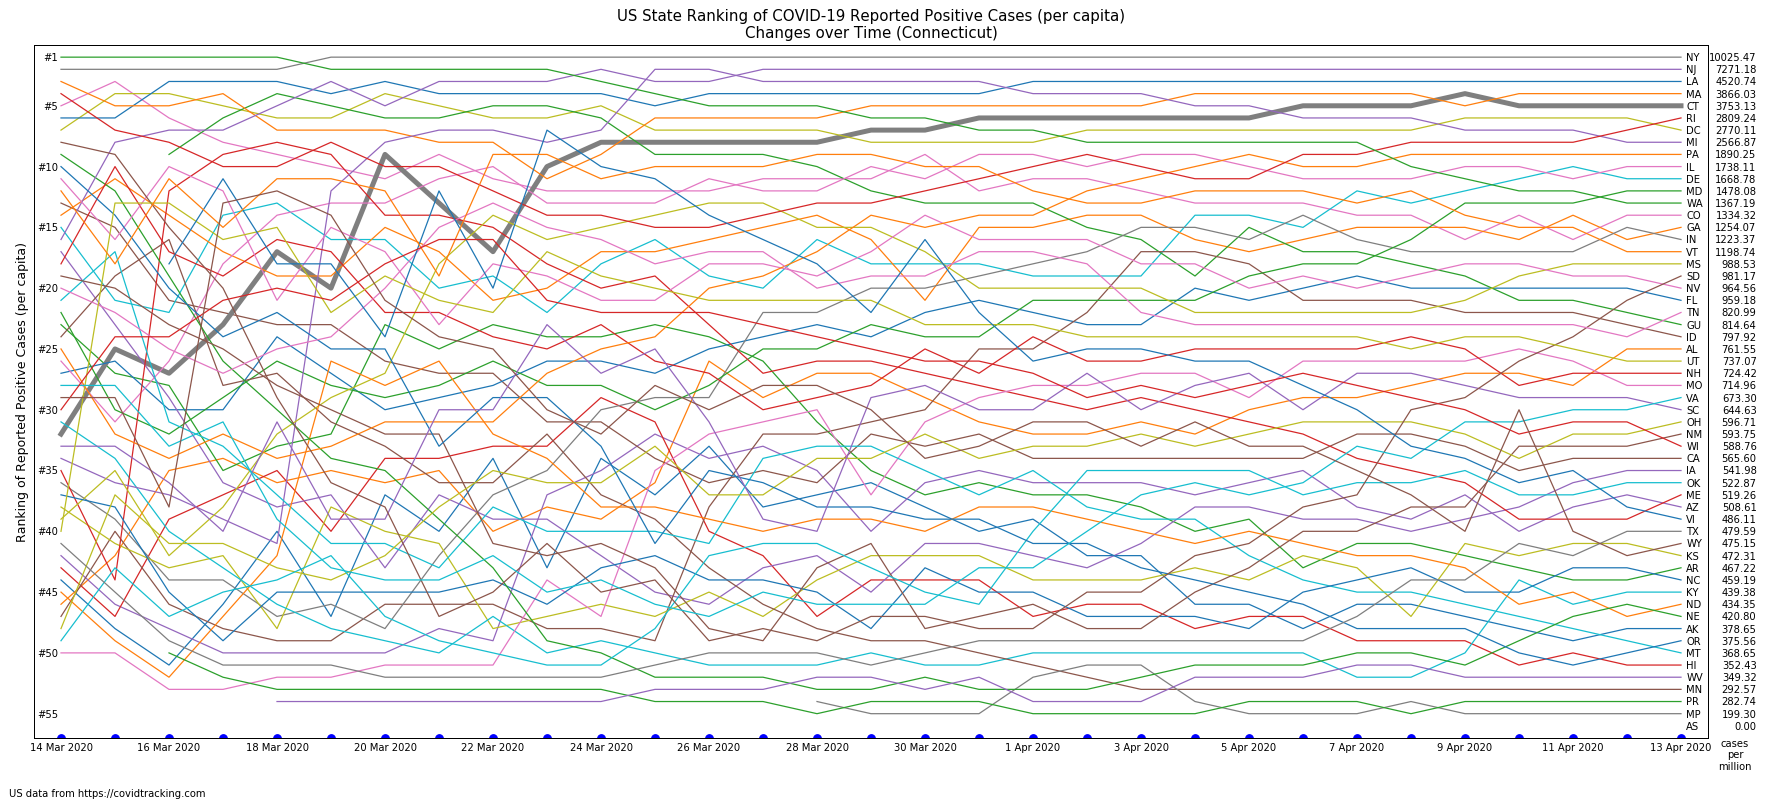 US State Ranking of COVID-19 Reported Positive Cases (per capita)
Changes over Time (Connecticut)
Ranking of Reported Positive Cases (per capita)
#1
#5
#10
#15
#20
#25
#30
#35
#40
#45
#50
#55
NY 10025.47
NJ 7271.18
LA 4520.74
MA 3866.03
CT 3753.13
RI 2809.24
DC 2770.11
MI 2566.87
PA 1890.25
IL 1738.11
DE 1668.78
MD 1478.08
WA 1367.19
CO 1334.32
GA 1254.07
IN 1223.37
VT 1198.74
MS 988.53
SD 981.17
NV 964.56
FL 959.18
TN 820.99
GU 814.64
ID 797.92
AL 761.55
UT 737.07
NH 724.42
MO 714.96
VA 673.30
SC 644.63
OH 596.71
NM 593.75
WI 588.76
CA 565.60
IA 541.98
OK 522.87
ME 519.26
AZ 508.61
VI 486.11
TX 479.59
WY 475.15
KS 472.31
AR 467.22
NC 459.19
KY 439.38
ND 434.35
NE 420.80
AK 378.65
OR 375.56
MT 368.65
HI 352.43
WV 349.32
MN 292.57
PR 282.74
MP 199.30
AS 0.00
14 Mar 2020
16 Mar 2020
18 Mar 2020
20 Mar 2020
22 Mar 2020
24 Mar 2020
26 Mar 2020
28 Mar 2020
30 Mar 2020
1 Apr 2020
3 Apr 2020
5 Apr 2020
7 Apr 2020
9 Apr 2020
11 Apr 2020
13 Apr 2020
cases
per
million
US data from https://covidtracking.com